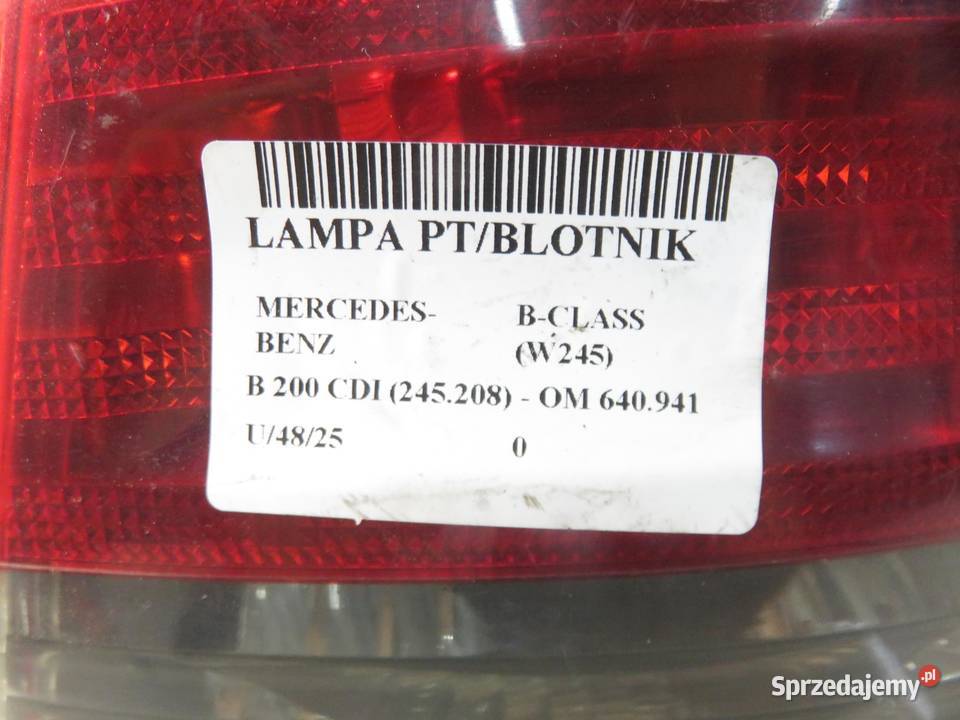 LAMPA PT/BLOTNIK
MERCEDES-
BENZ
B-CLASS
(W245)
B 200 CDI (245.208) - OM 640.941
U/48/25 0
Sprzedajemy.pl